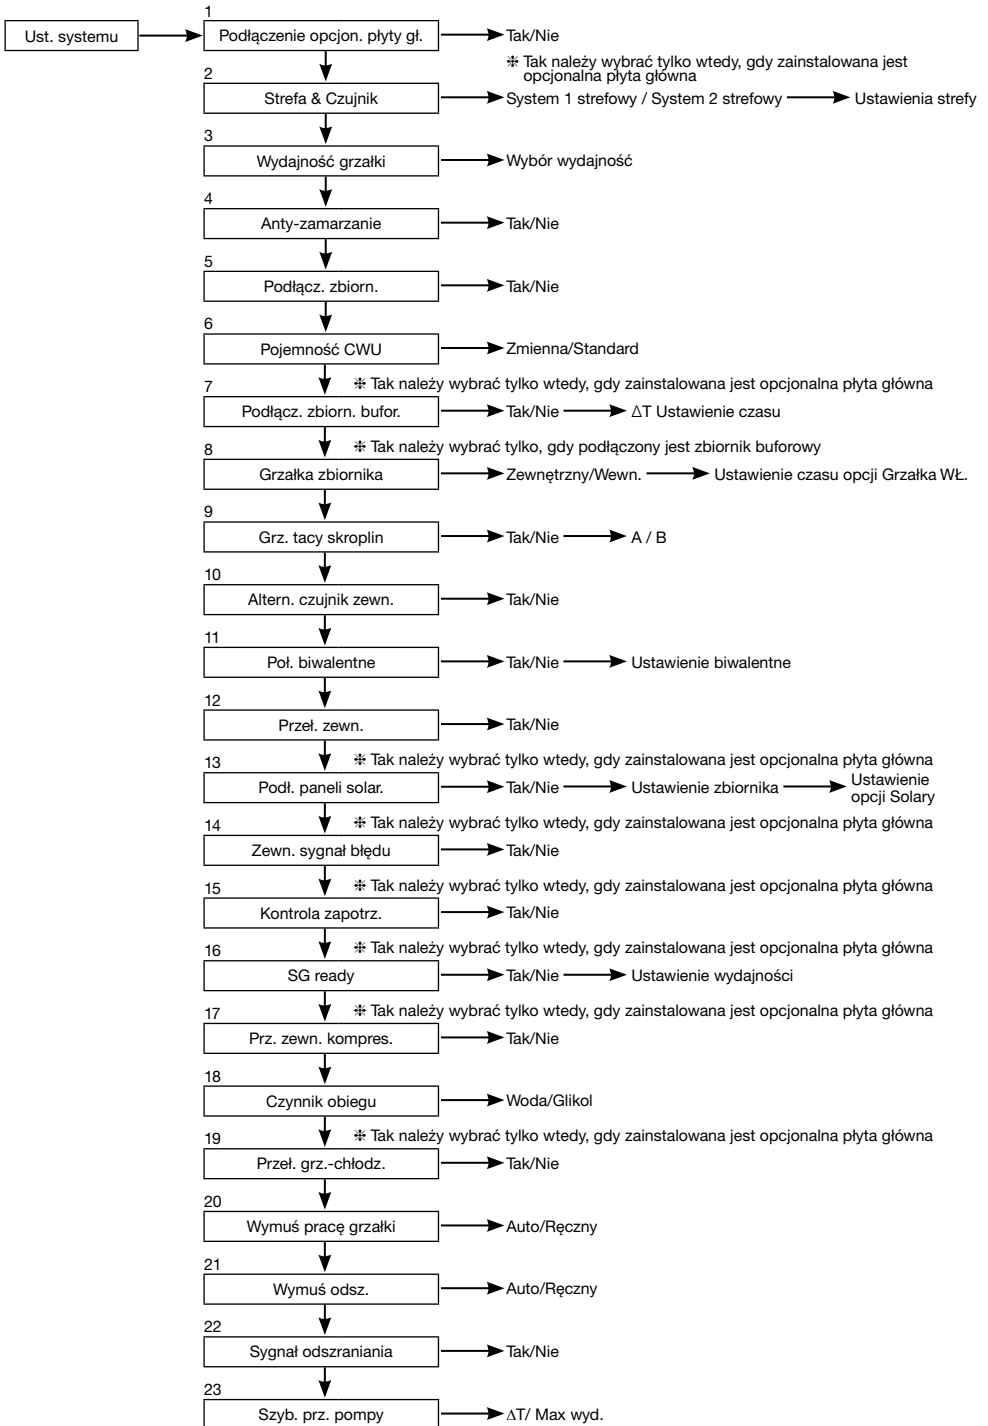 1
Ust. systemu
Podłączenie opcjon. płyty gł.
Tak/Nie
❈ Tak należy wybrać tylko wtedy, gdy zainstalowana jest
opcjonalna płyta główna
2
Strefa & Czujnik
System 1 strefowy / System 2 strefowy
Ustawienia strefy
3
Wydajność grzałki
Wybór wydajność
4
Anty-zamarzanie
Tak/Nie
5
Podłącz. zbiorn.
Tak/Nie
6
Pojemność CWU
Zmienna/Standard
7
❈ Tak należy wybrać tylko wtedy, gdy zainstalowana jest opcjonalna płyta główna
Podłącz. zbiorn. bufor.
Tak/Nie
ΔT Ustawienie czasu
8
❈ Tak należy wybrać tylko, gdy podłączony jest zbiornik buforowy
Grzałka zbiornika
Zewnętrzny/Wewn.
Ustawienie czasu opcji Grzałka WŁ.
9
Grz. tacy skroplin
Tak/Nie
A / B
10
Altern. czujnik zewn.
Tak/Nie
11
Poł. biwalentne
Tak/Nie
Ustawienie biwalentne
12
Przeł. zewn.
Tak/Nie
13
❈ Tak należy wybrać tylko wtedy, gdy zainstalowana jest opcjonalna płyta główna
Podł. paneli solar.
Tak/Nie
Ustawienie zbiornika
Ustawienie
opcji Solary
14
❈ Tak należy wybrać tylko wtedy, gdy zainstalowana jest opcjonalna płyta główna
Zewn. sygnał błędu
Tak/Nie
15
❈ Tak należy wybrać tylko wtedy, gdy zainstalowana jest opcjonalna płyta główna
Kontrola zapotrz.
Tak/Nie
16
❈ Tak należy wybrać tylko wtedy, gdy zainstalowana jest opcjonalna płyta główna
SG ready
Tak/Nie
Ustawienie wydajności
17
❈ Tak należy wybrać tylko wtedy, gdy zainstalowana jest opcjonalna płyta główna
Prz. zewn. kompres.
Tak/Nie
18
Czynnik obiegu
Woda/Glikol
19
❈ Tak należy wybrać tylko wtedy, gdy zainstalowana jest opcjonalna płyta główna
Przeł. grz.-chłodz.
Tak/Nie
20
Wymuś pracę grzałki
Auto/Ręczny
21
Wymuś odsz.
Auto/Ręczny
22
Sygnał odszraniania
Tak/Nie
23
Szyb. prz. pompy
ΔT/ Max wyd.